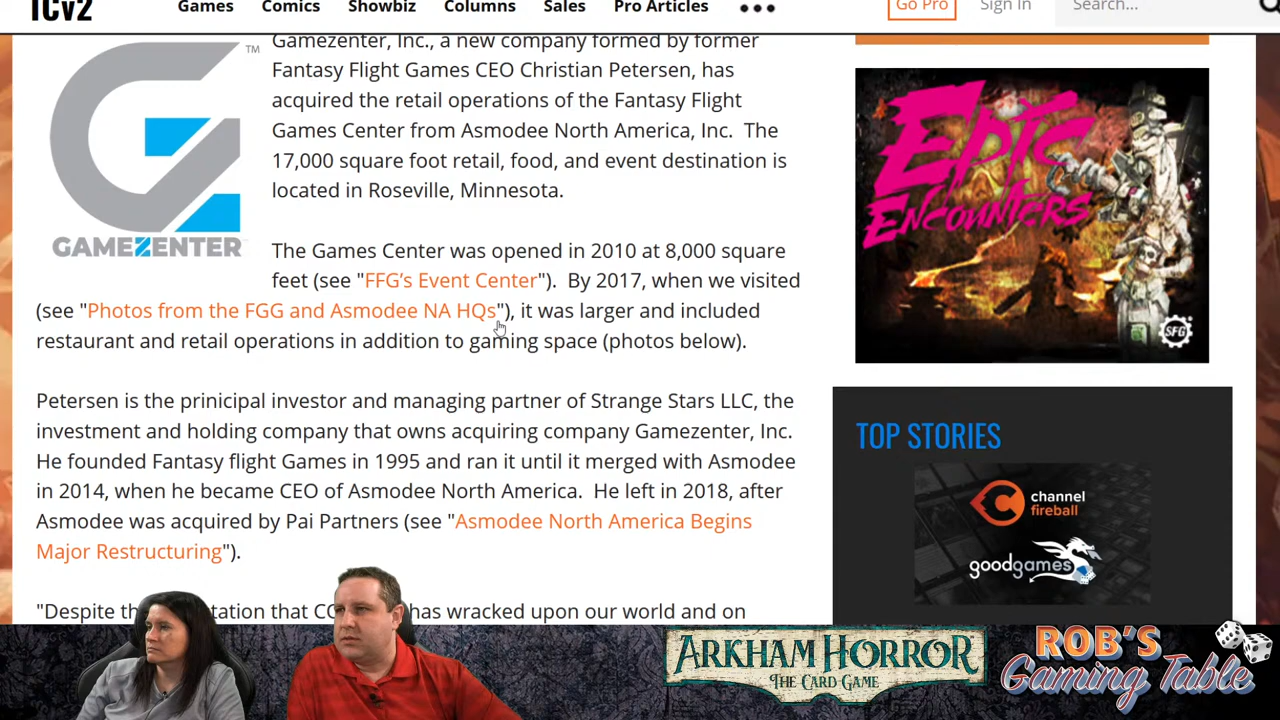 ICv2
Games Comics Showbiz Columns Sales Pro Articles •••
Go Pro Sign In Search...
TM
GAMEZENTER
Gamezenter, Inc., a new company formed by former
Fantasy Flight Games CEO Christian Petersen, has
acquired the retail operations of the Fantasy Flight
Games Center from Asmodee North America, Inc. The
17,000 square foot retail, food, and event destination is
located in Roseville, Minnesota.
The Games Center was opened in 2010 at 8,000 square
feet (see "FFG's Event Center"). By 2017, when we visited
(see "Photos from the FGG and Asmodee NA HQs"), it was larger and included
restaurant and retail operations in addition to gaming space (photos below).
Petersen is the prinicipal investor and managing partner of Strange Stars LLC, the
investment and holding company that owns acquiring company Gamezenter, Inc.
He founded Fantasy flight Games in 1995 and ran it until it merged with Asmodee
in 2014, when he became CEO of Asmodee North America. He left in 2018, after
Asmodee was acquired by Pai Partners (see "Asmodee North America Begins
Major Restructuring").
"Despite th tation that CO has wracked upon our world and on
EPIC
ENCOUNTERS
SFG
TOP STORIES
channel
fireball
goodgames
ARKHAM HORROR
THE CARD GAME
ROB'S
Gaming Table